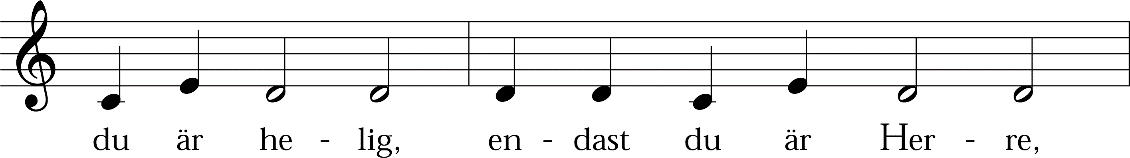 du är he - lig, en - dast du är Her - re,